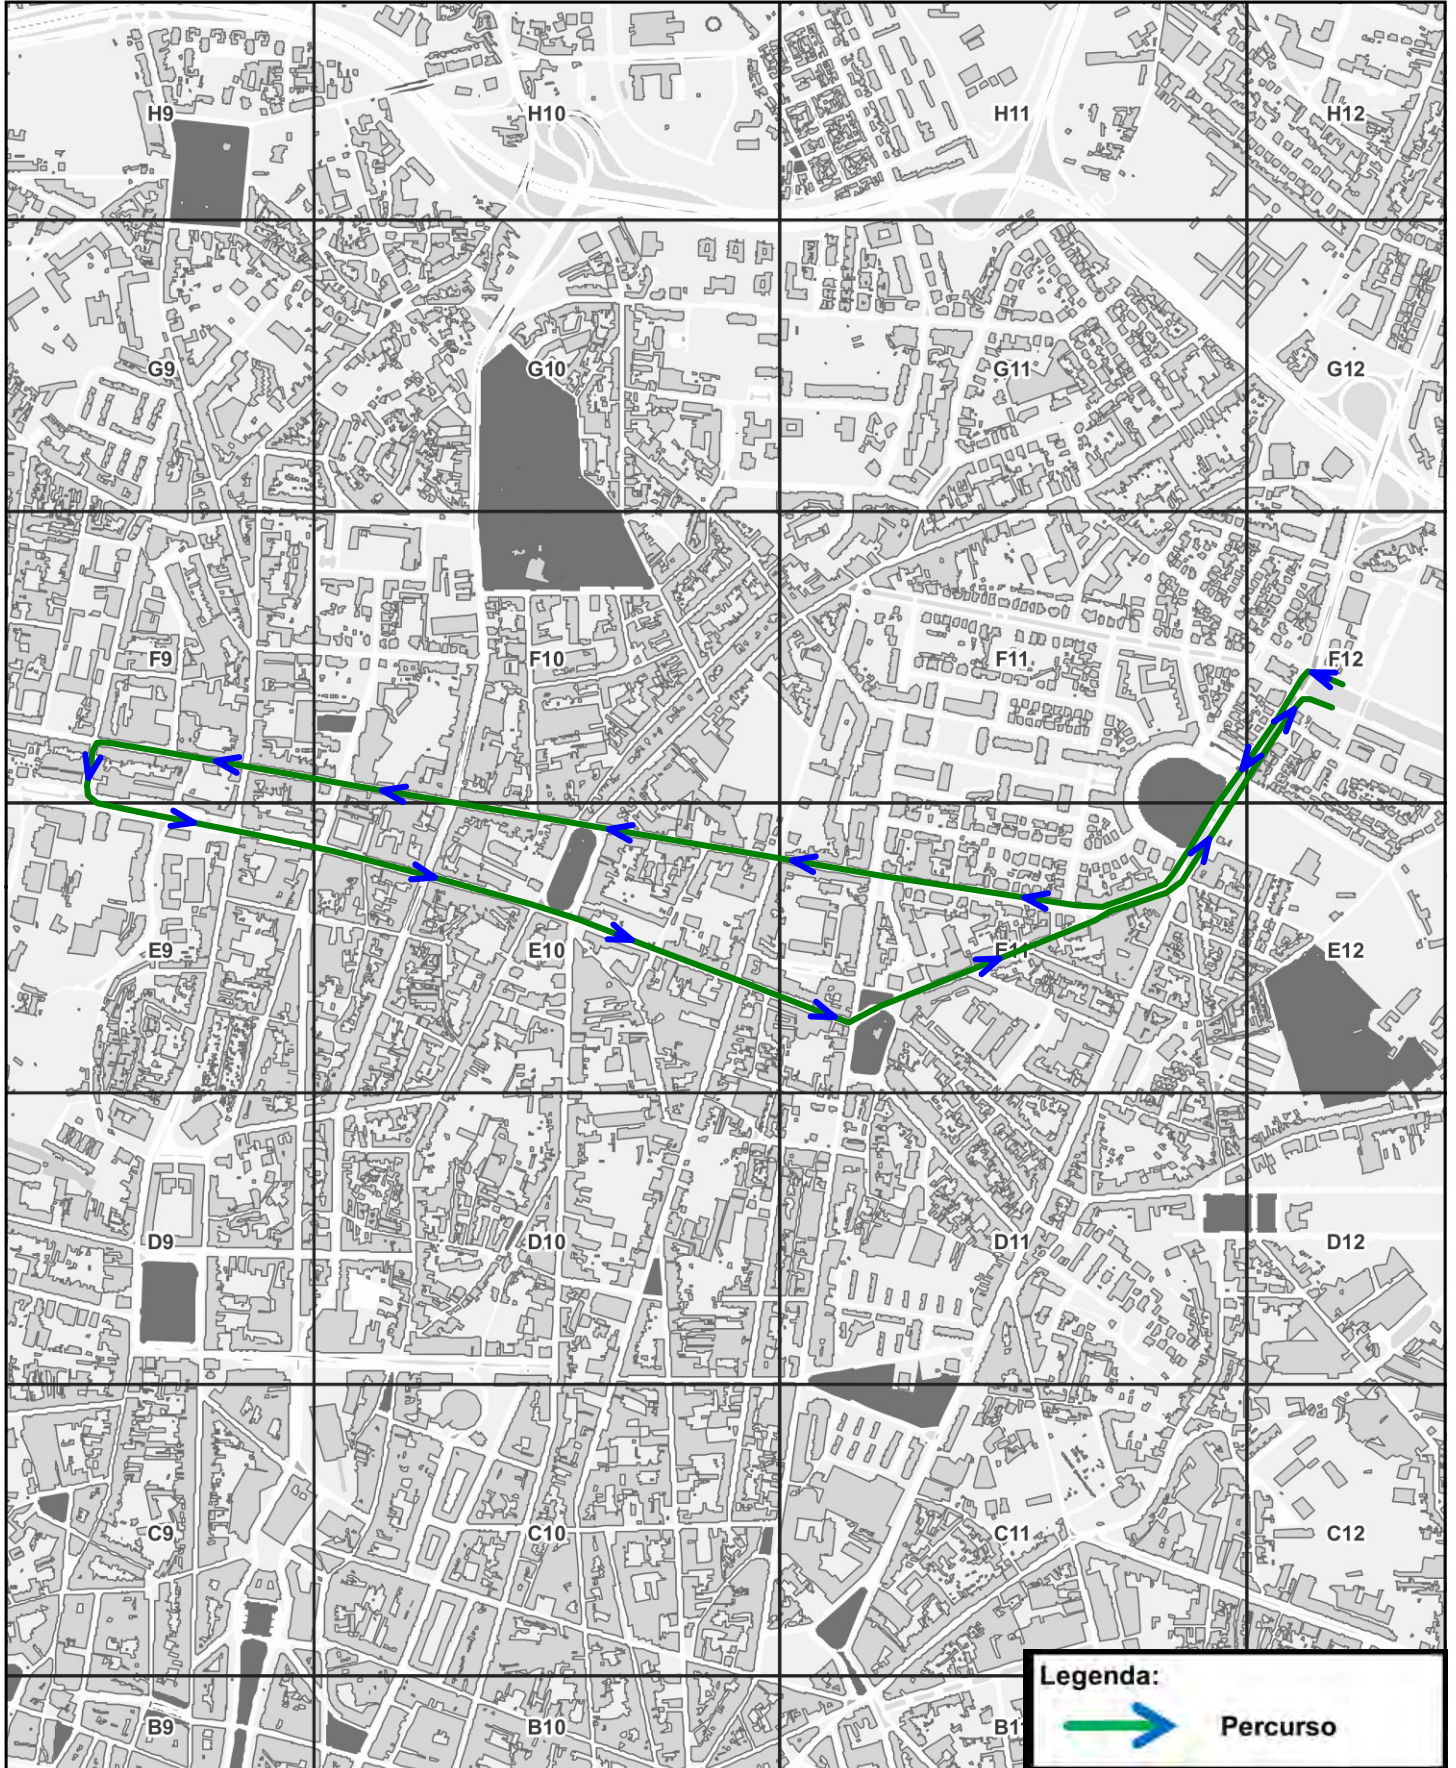 H9 H10 H11 H12
G9 G10 G11 G12
F9 F10 F11 F12
E9 E10 E11 E12
D9 D10 D11 D12
C9 C10 C11 C12
B9 B10
Legenda:
Percurso